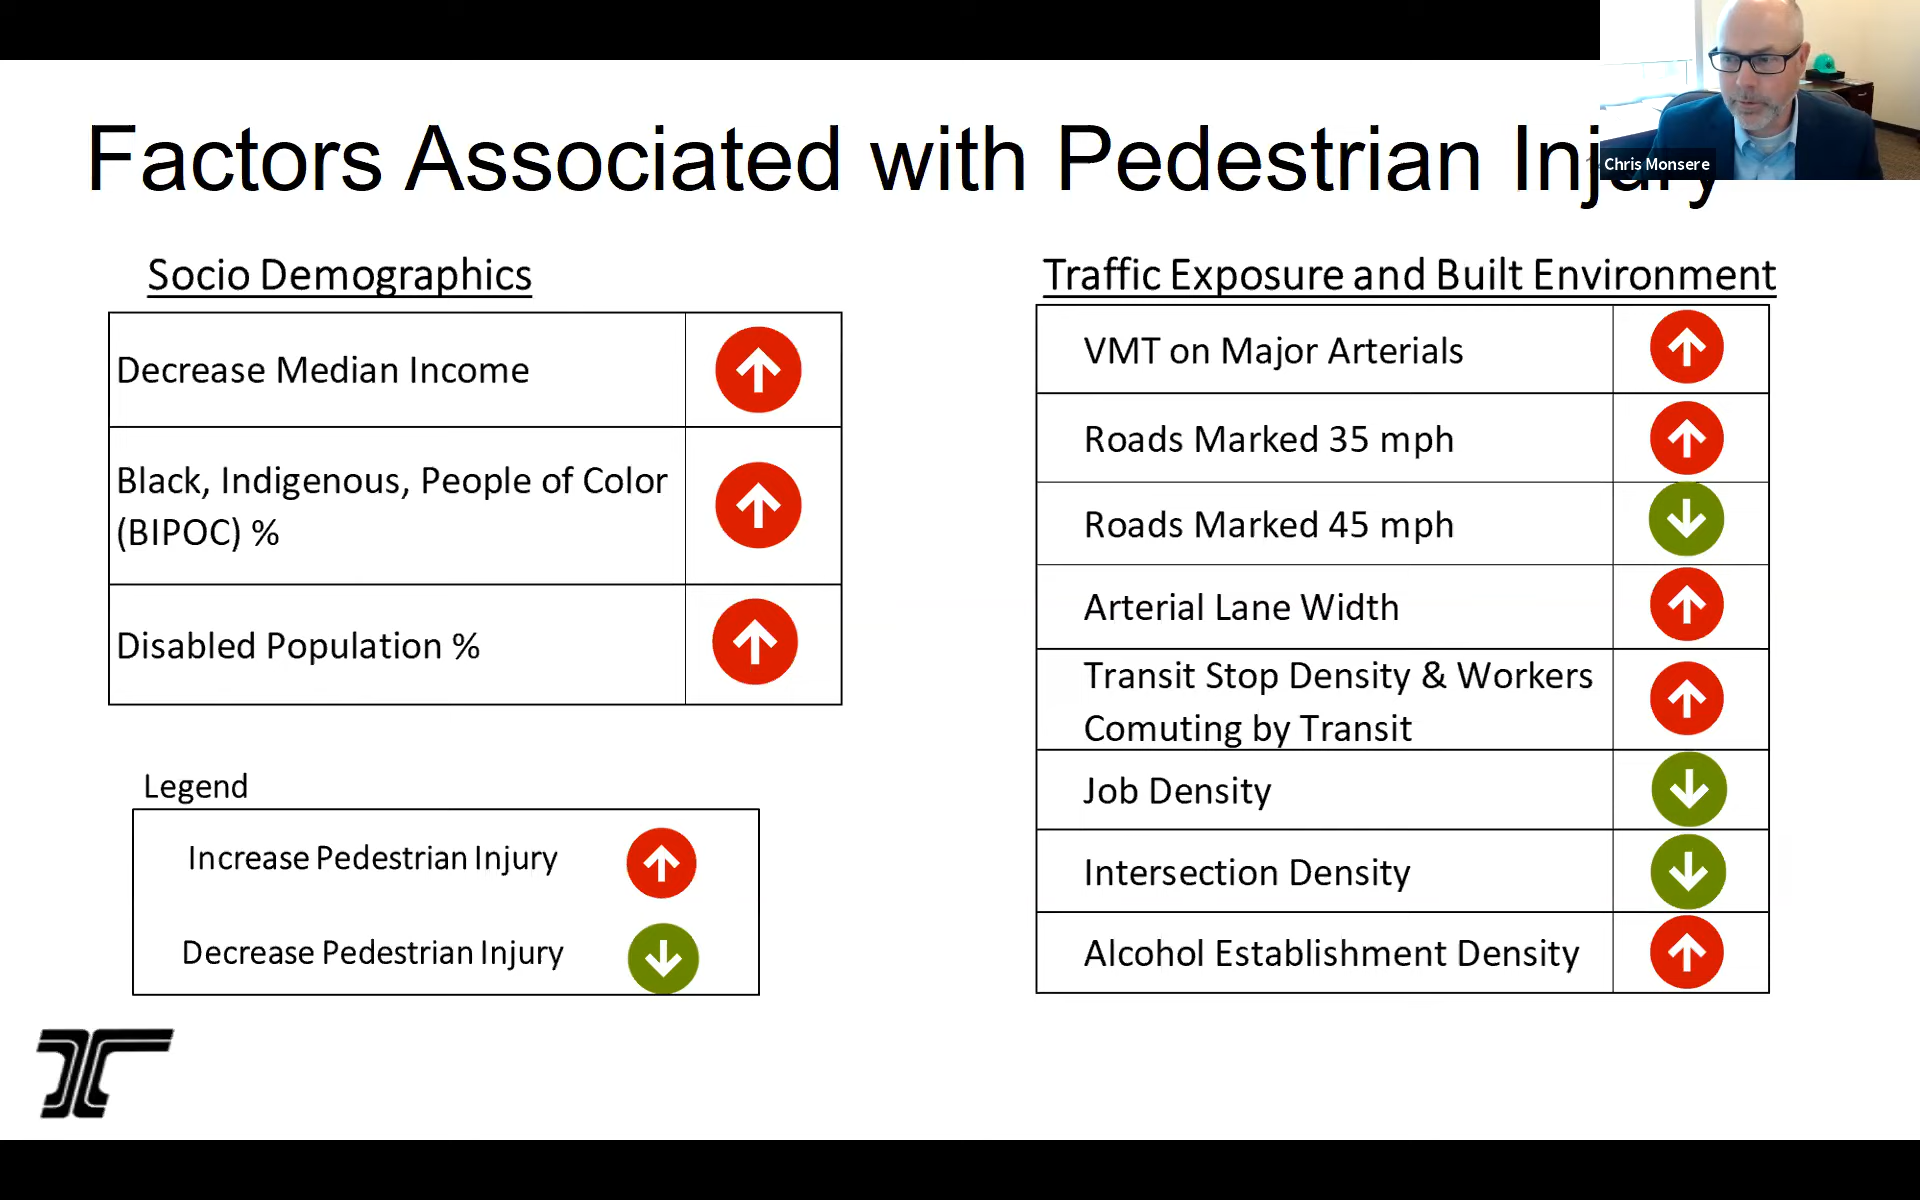 Factors Associated with Pedestrian Injury
Chris Monsere
Socio Demographics
Decrease Median Income
Black, Indigenous, People of Color
(BIPOC) %
Disabled Population %
Legend
Increase Pedestrian Injury
Decrease Pedestrian Injury
Traffic Exposure and Built Environment
VMT on Major Arterials
Roads Marked 35 mph
Roads Marked 45 mph
Arterial Lane Width
Transit Stop Density & Workers
Comuting by Transit
Job Density
Intersection Density
Alcohol Establishment Density